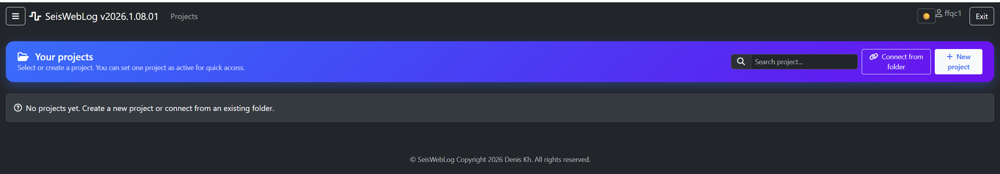 SeisWebLog v2026.1.08.01
Projects
ffqc1
Exit
Your projects
Select or create a project. You can set one project as active for quick access.
Search project...
Connect from
folder
New
project
No projects yet. Create a new project or connect from an existing folder.
© SeisWebLog Copyright 2026 Denis Kh. All rights reserved.